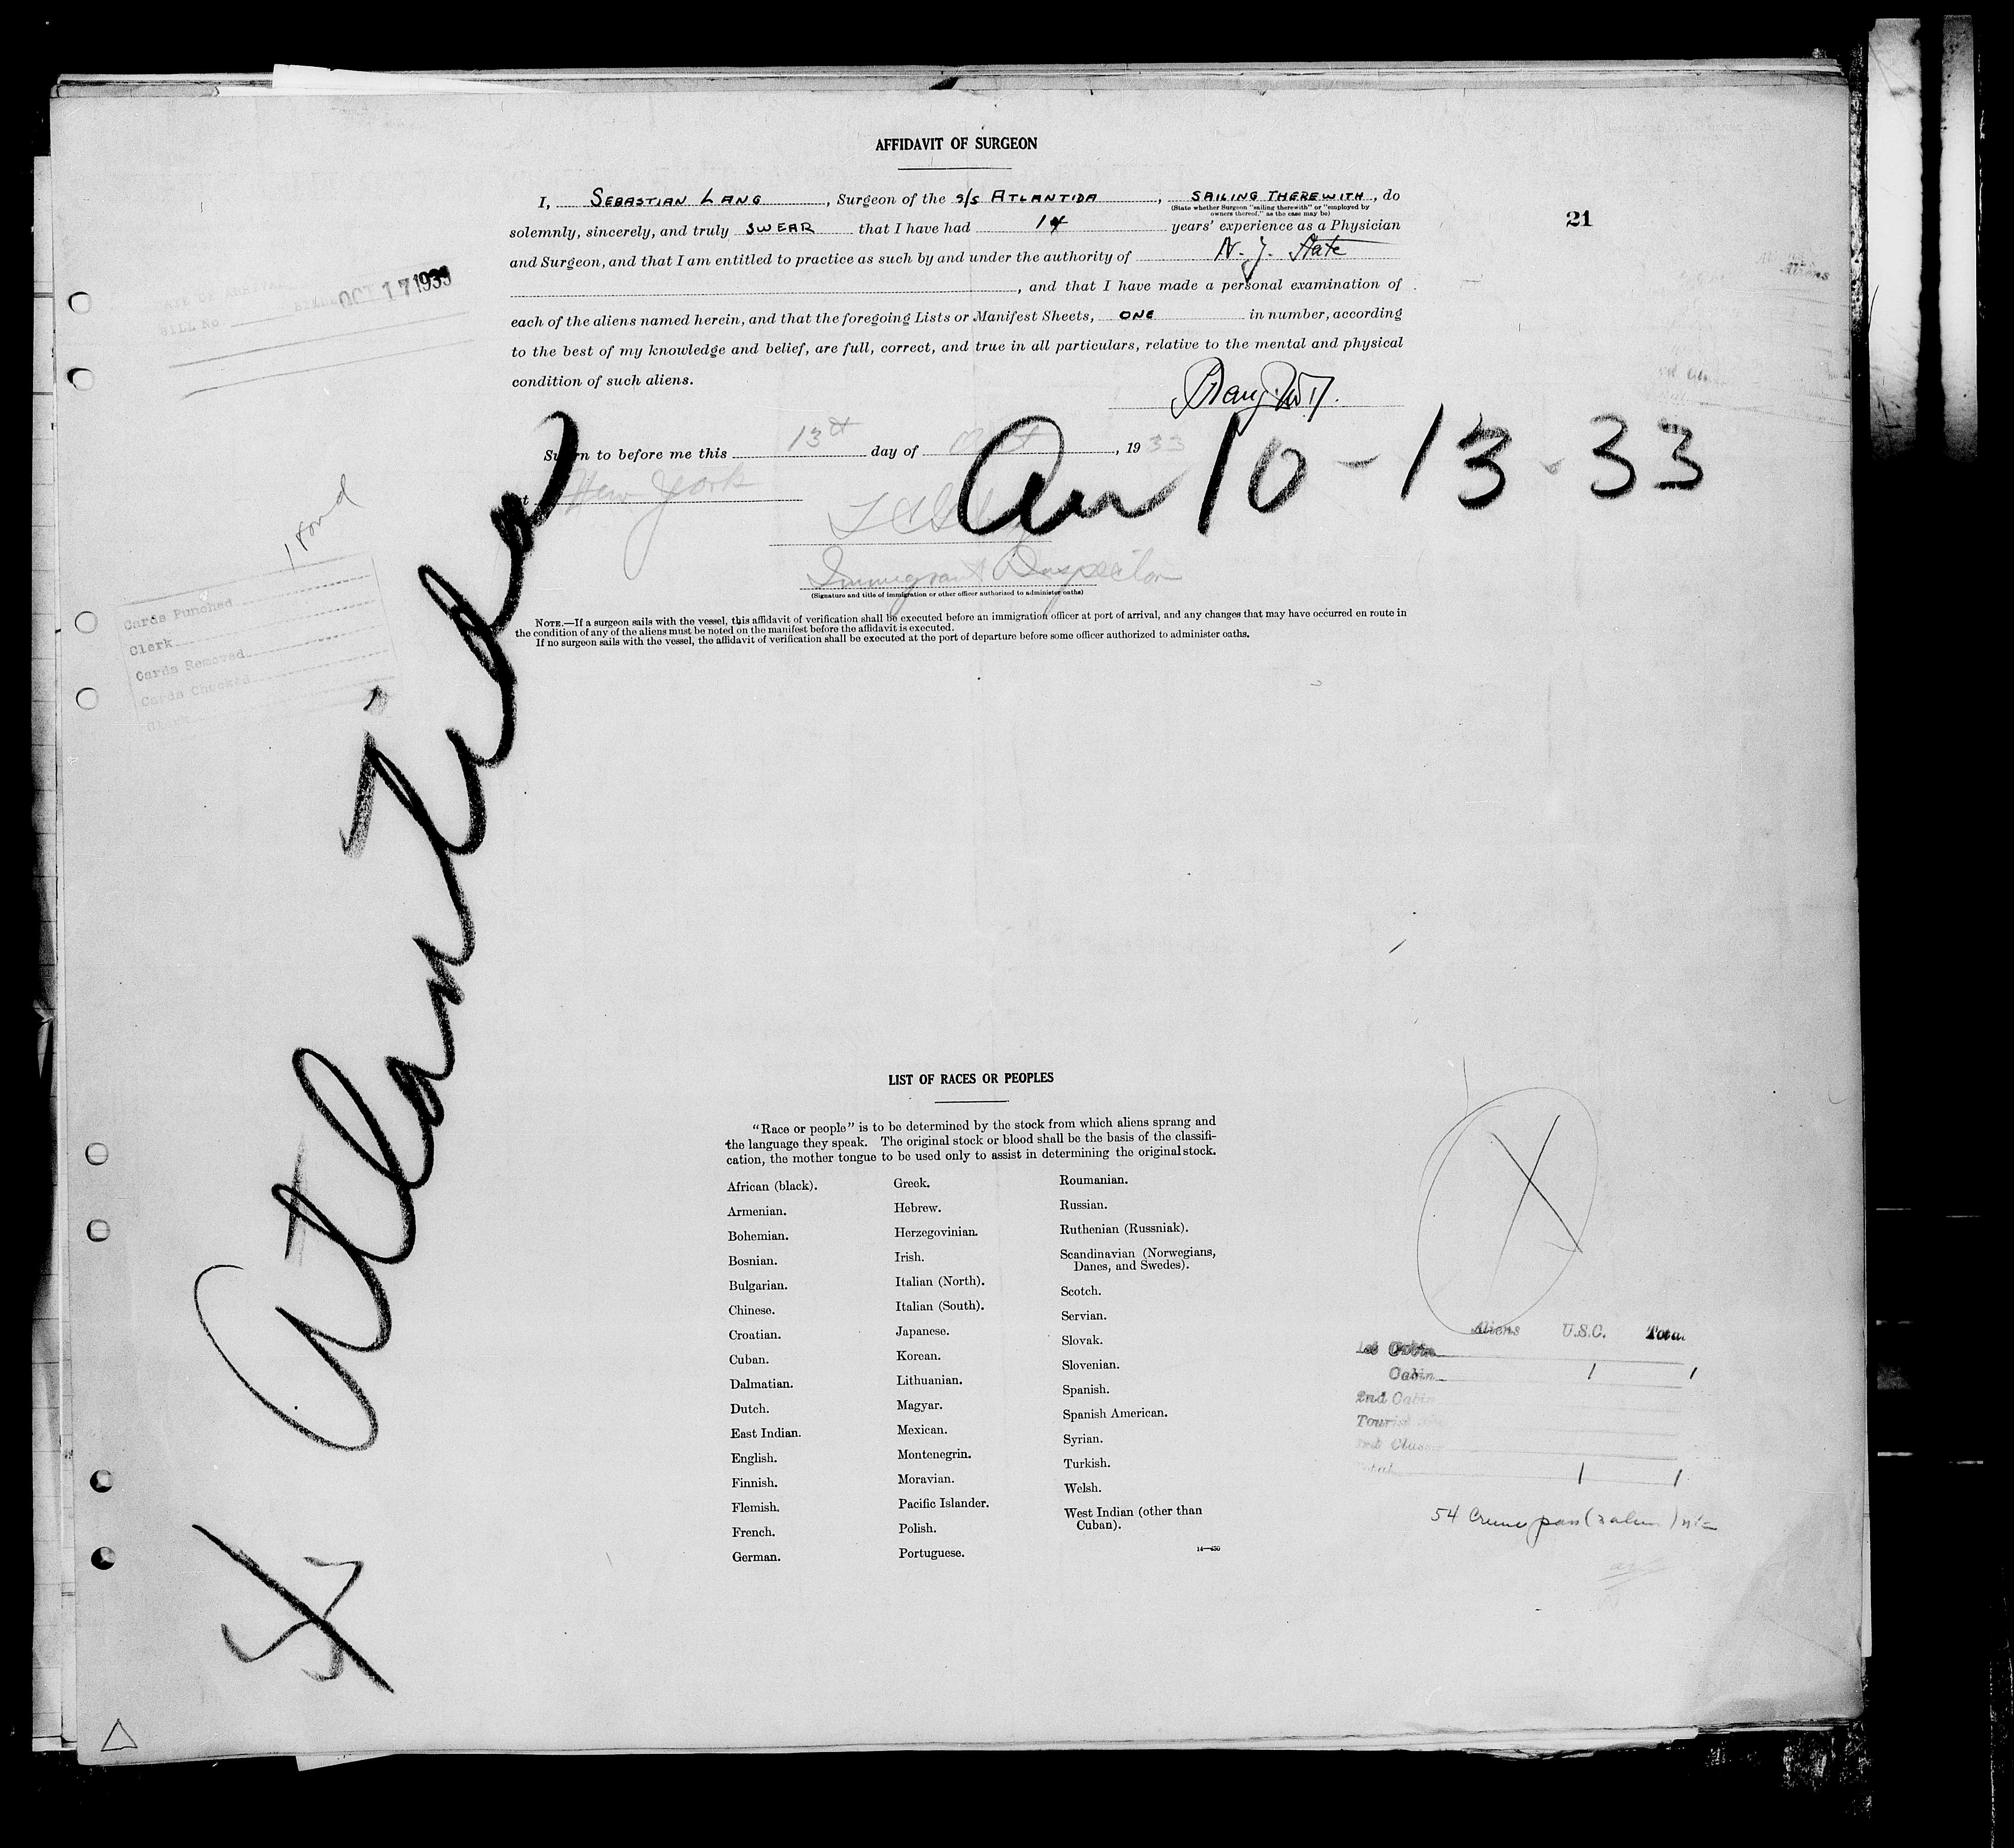 AFFIDAVIT OF SURGEON
I, SEBASTIAN LANG, Surgeon of the S/S ATLANTIDA, SAILING THEREWITH, do
(State whether Surgeon "sailing therewith" or "employed by
owners thereof," as the case may be)
21
solemnly, sincerely, and truly SWEAR that I have had 14 years' experience as a Physician
and Surgeon, and that I am entitled to practice as such by and under the authority of N. J. State
, and that I have made a personal examination of
OCT 17 1933
BILL No.
each of the aliens named herein, and that the foregoing Lists or Manifest Sheets, ONE in number, according
to the best of my knowledge and belief, are full, correct, and true in all particulars, relative to the mental and physical
condition of such aliens.
Sworn to before me this 13th day of Oct, 1933
10-13-33
at New York
Immigrant Inspector
(Signature and title of immigration or other officer authorized to administer oaths)
NOTE.—If a surgeon sails with the vessel, this affidavit of verification shall be executed before an immigration officer at port of arrival, and any changes that may have occurred en route in
the condition of any of the aliens must be noted on the manifest before the affidavit is executed.
If no surgeon sails with the vessel, the affidavit of verification shall be executed at the port of departure before some officer authorized to administer oaths.
Cards Punched
Clerk
Cards Removed
Cards Checked
Clerk
Atlantida
LIST OF RACES OR PEOPLES
"Race or people" is to be determined by the stock from which aliens sprang and
the language they speak. The original stock or blood shall be the basis of the classifi-
cation, the mother tongue to be used only to assist in determining the original stock.
African (black).
Armenian.
Bohemian.
Bosnian.
Bulgarian.
Chinese.
Croatian.
Cuban.
Dalmatian.
Dutch.
East Indian.
English.
Finnish.
Flemish.
French.
German.
Greek.
Hebrew.
Herzegovinian.
Irish.
Italian (North).
Italian (South).
Japanese.
Korean.
Lithuanian.
Magyar.
Mexican.
Montenegrin.
Moravian.
Pacific Islander.
Polish.
Portuguese.
Roumanian.
Russian.
Ruthenian (Russniak).
Scandinavian (Norwegians,
Danes, and Swedes).
Scotch.
Servian.
Slovak.
Slovenian.
Spanish.
Spanish American.
Syrian.
Turkish.
Welsh.
West Indian (other than
Cuban).
14—430
Aliens U.S.C. Total
1st Cabin
Cabin 1 1
2nd Cabin
Tourist
Class
Total 1 1
54